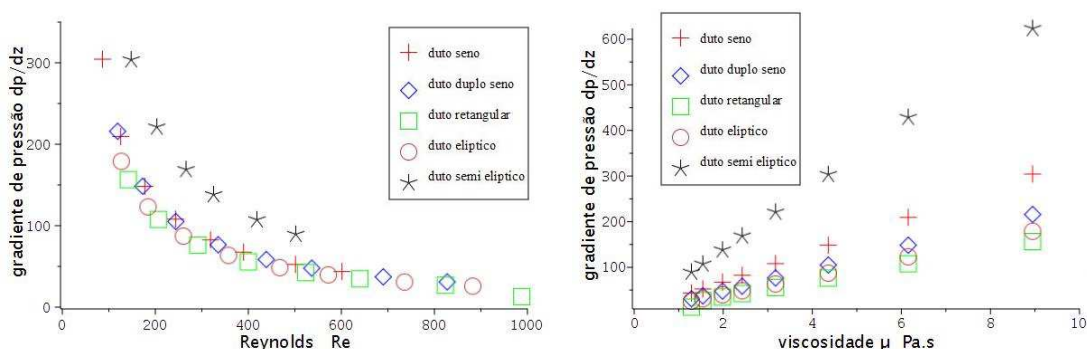 gradiente de pressão dp/dz
300
200
100
0
0
200
400
600
800
1000
Reynolds Re
duto seno
duto duplo seno
duto retangular
duto eliptico
duto semi eliptico
gradiente de pressão dp/dz
600
500
400
300
200
100
0
2
4
6
8
10
viscosidade μ Pa.s
duto seno
duto duplo seno
duto retangular
duto eliptico
duto semi eliptico